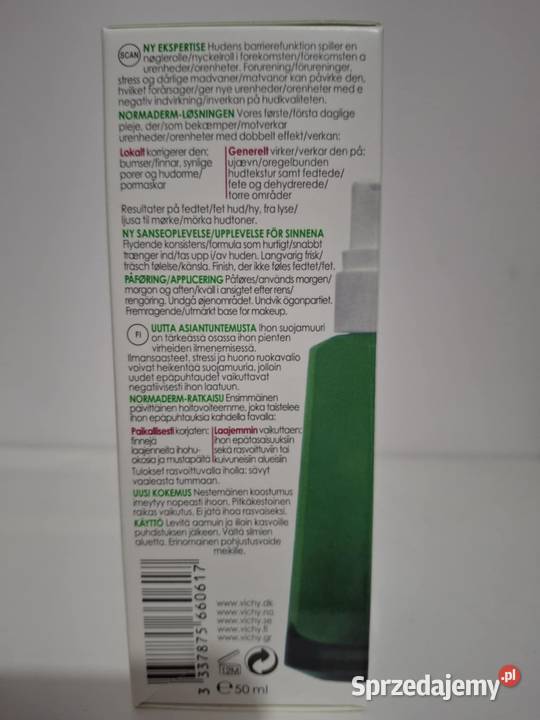 SCAN NY EKSPERTISE Hudens barrierefunktion spiller en
nøglerolle/nyckelroll i forekomsten/förekomsten a
urenheder/orenheter. Forurening/föroreningar,
stress og dårlige madvaner/matvanor kan påvirke den,
hvilket forårsager/ger nye urenheder/orenheter med e
negativ indvirkning/inverkan på hudkvaliteten.
NORMADERM-LØSNINGEN Vores første/första daglige
pleje, der/som bekæmper/motverkar
urenheder/orenheter med dobbelt effekt/verkan:
Lokalt korrigerer den:
bumser/finnar, synlige
porer og hudorme/
pormaskar
Generelt virker/verkar den på:
ujævn/oregelbunden
hudtekstur samt fedtede/
fete og dehydrerede/
torre områder
Resultater på fedtet/fet hud/hy, fra lyse/
ljusa til mørke/mörka hudtoner.
NY SANSEOPLEVELSE/UPPLEVELSE FÖR SINNENA
Flydende konsistens/formula som hurtigt/snabbt
trænger ind/tas upp i/av huden. Langvarig frisk/
fräsch følelse/känsla. Finish, der ikke føles fedtet/fet.
PÅFØRING/APPLICERING Påføres/används morgen/
morgon og aften/kväll i ansigtet efter rens/
rengöring. Undgå øjenområdet. Undvik ögonpartiet.
Fremragende/utmärkt base for makeup.
FI UUTTA ASIANTUNTEMUSTA Ihon suojamuuri
on tärkeässä osassa ihon pienten
virheiden ilmenemisessä.
Ilmansaasteet, stressi ja huono ruokavalio
voivat heikentää suojamuuria, jolloin
uudet epäpuhtaudet vaikuttavat
negatiivisesti ihon laatuun.
NORMADERM-RATKAISU Ensimmäinen
päivittäinen hoitovoiteemme, joka taistelee
ihon epäpuhtauksia kahdella tavalla:
Paikallisesti korjaten:
finnejä
laajenneita ihohu-
okosia ja mustapäitä
Laajemmin vaikuttaen:
ihon epätasaisuuksiin
sekä rasvoittuviin tai
kuivuneisiin alueisiin
Tulokset rasvoittuvalla iholla: sävyt
vaaleasta tummaan.
UUSI KOKEMUS Nestemäinen koostumus
imeytyy nopeasti ihoon. Pitkäkestoinen
raikas vaikutus. Ei jätä ihoa rasvaiseksi.
KÄYTTÖ Levitä aamuin ja illoin kasvoille
puhdistuksen jälkeen. Vältä silmien
aluetta. Erinomainen pohjustusvoide
meikille.
3 337875 660617
www.vichy.dk
www.vichy.no
www.vichy.se
www.vichy.fi
www.vichy.gr
12M
℮ 50 ml
Sprzedajemy.pl